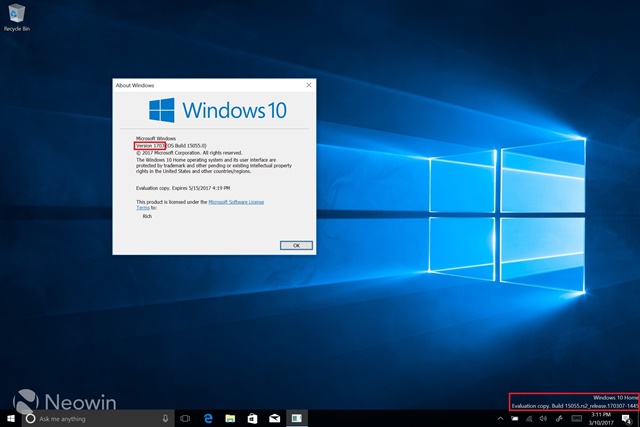 Recycle Bin
About Windows
Windows 10
Microsoft Windows
Version 1703 (OS Build 15055.0)
© 2017 Microsoft Corporation. All rights reserved.
The Windows 10 Home operating system and its user interface are
protected by trademark and other pending or existing intellectual property
rights in the United States and other countries.
Evaluation copy. Expires 5/15/2017 4:19 PM
This product is licensed under the Microsoft Software License
Terms to:
Rich
OK
Neowin
Windows 10 Home
Evaluation copy. Build 15055.rs2_release.170307-1445
Ask me anything
3:11 PM
3/10/2017
4